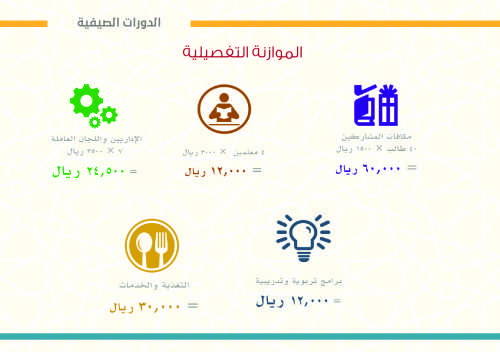 الدورات الصيفية
الموازنة التفصيلية
مكافات المشاركين
٤٠ طالب × ١٥٠٠ ريال
= ٦٠,٠٠٠ ريال
٤ معلمين × ٣٠٠٠ ريال
= ١٢,٠٠٠ ريال
الإداريين واللجان العاملة
٧ × ٣٥٠٠ ريال
= ٢٤,٥٠٠ ريال
برامج تربوية وتدريبية
= ١٢,٠٠٠ ريال
التغذية والخدمات
= ٣٠,٠٠٠ ريال